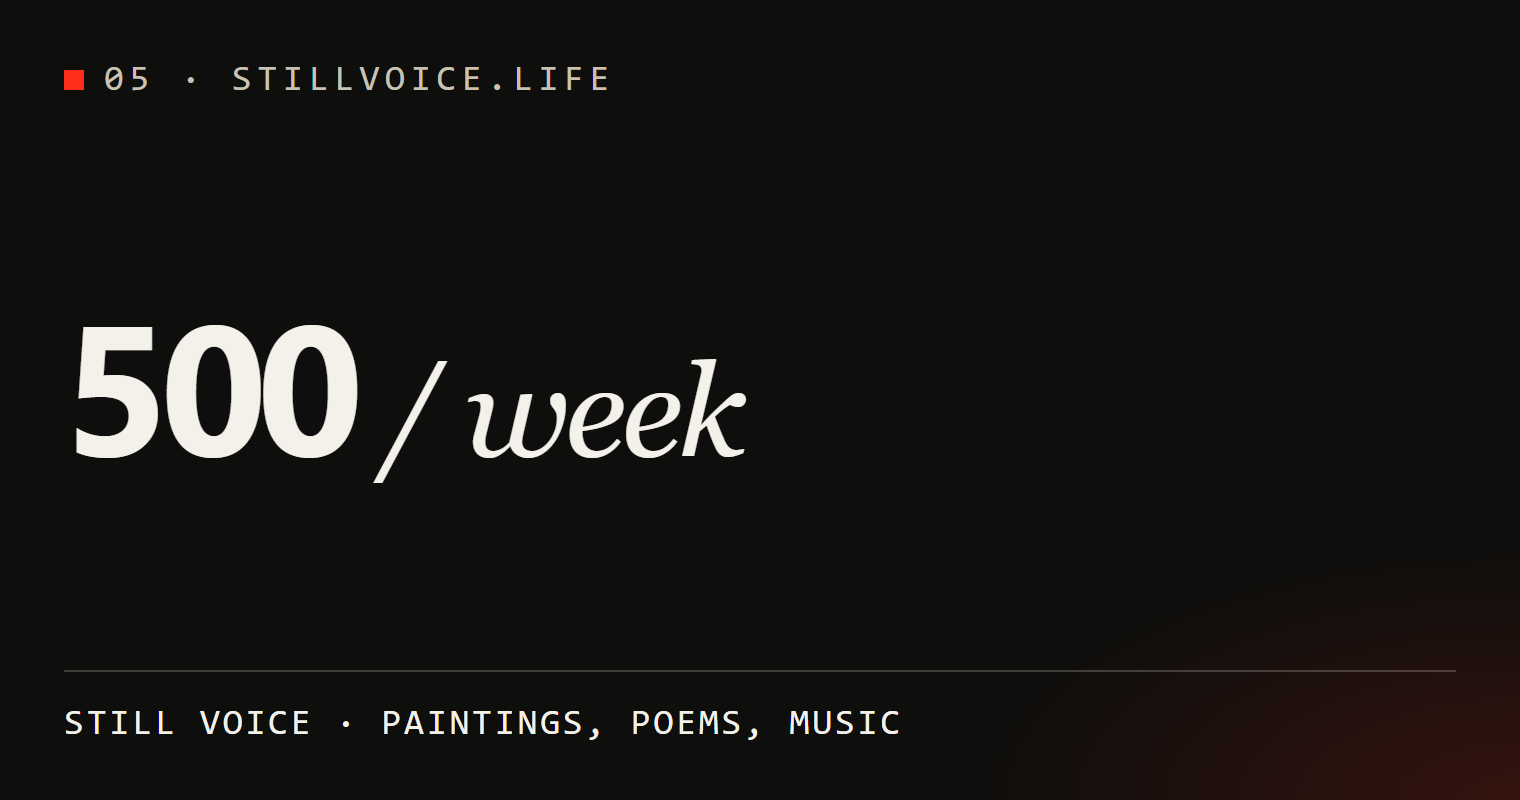 05 · STILLVOICE.LIFE
500 / week
STILL VOICE · PAINTINGS, POEMS, MUSIC